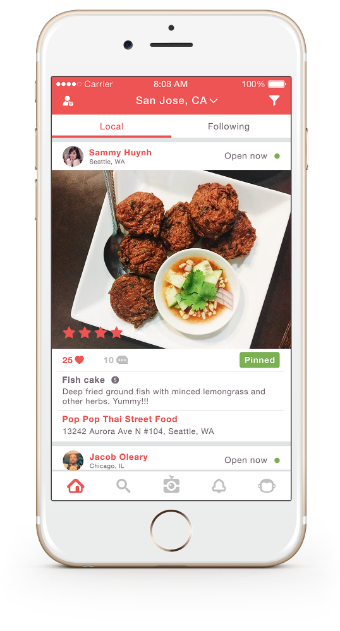 Carrier 8:08 AM 100%
San Jose, CA
Local Following
Sammy Huynh
Seattle, WA
Open now
25 10 Pinned
Fish cake $
Deep fried ground fish with minced lemongrass and
other herbs. Yummy!!!
Pop Pop Thai Street Food
13242 Aurora Ave N #104, Seattle, WA
Jacob Oleary
Chicago, IL
Open now